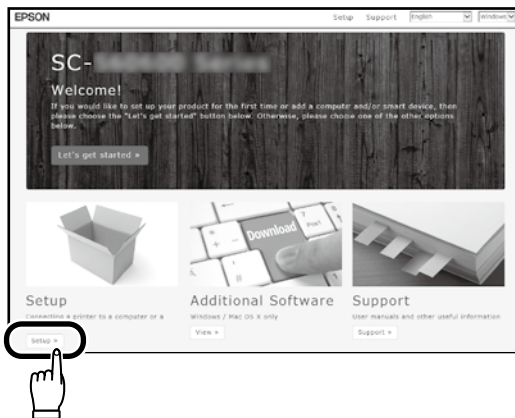 EPSON
Setup Support English Windows
SC-
Welcome!
If you would like to set up your product for the first time or add a computer and/or smart device, then
please choose the "Let's get started" button below. Otherwise, please choose one of the other options
below.
Let's get started »
Download
Setup
Additional Software
Support
Connecting a printer to a computer or a
Windows / Mac OS X only
User manuals and other useful information
Setup »
View »
Support »